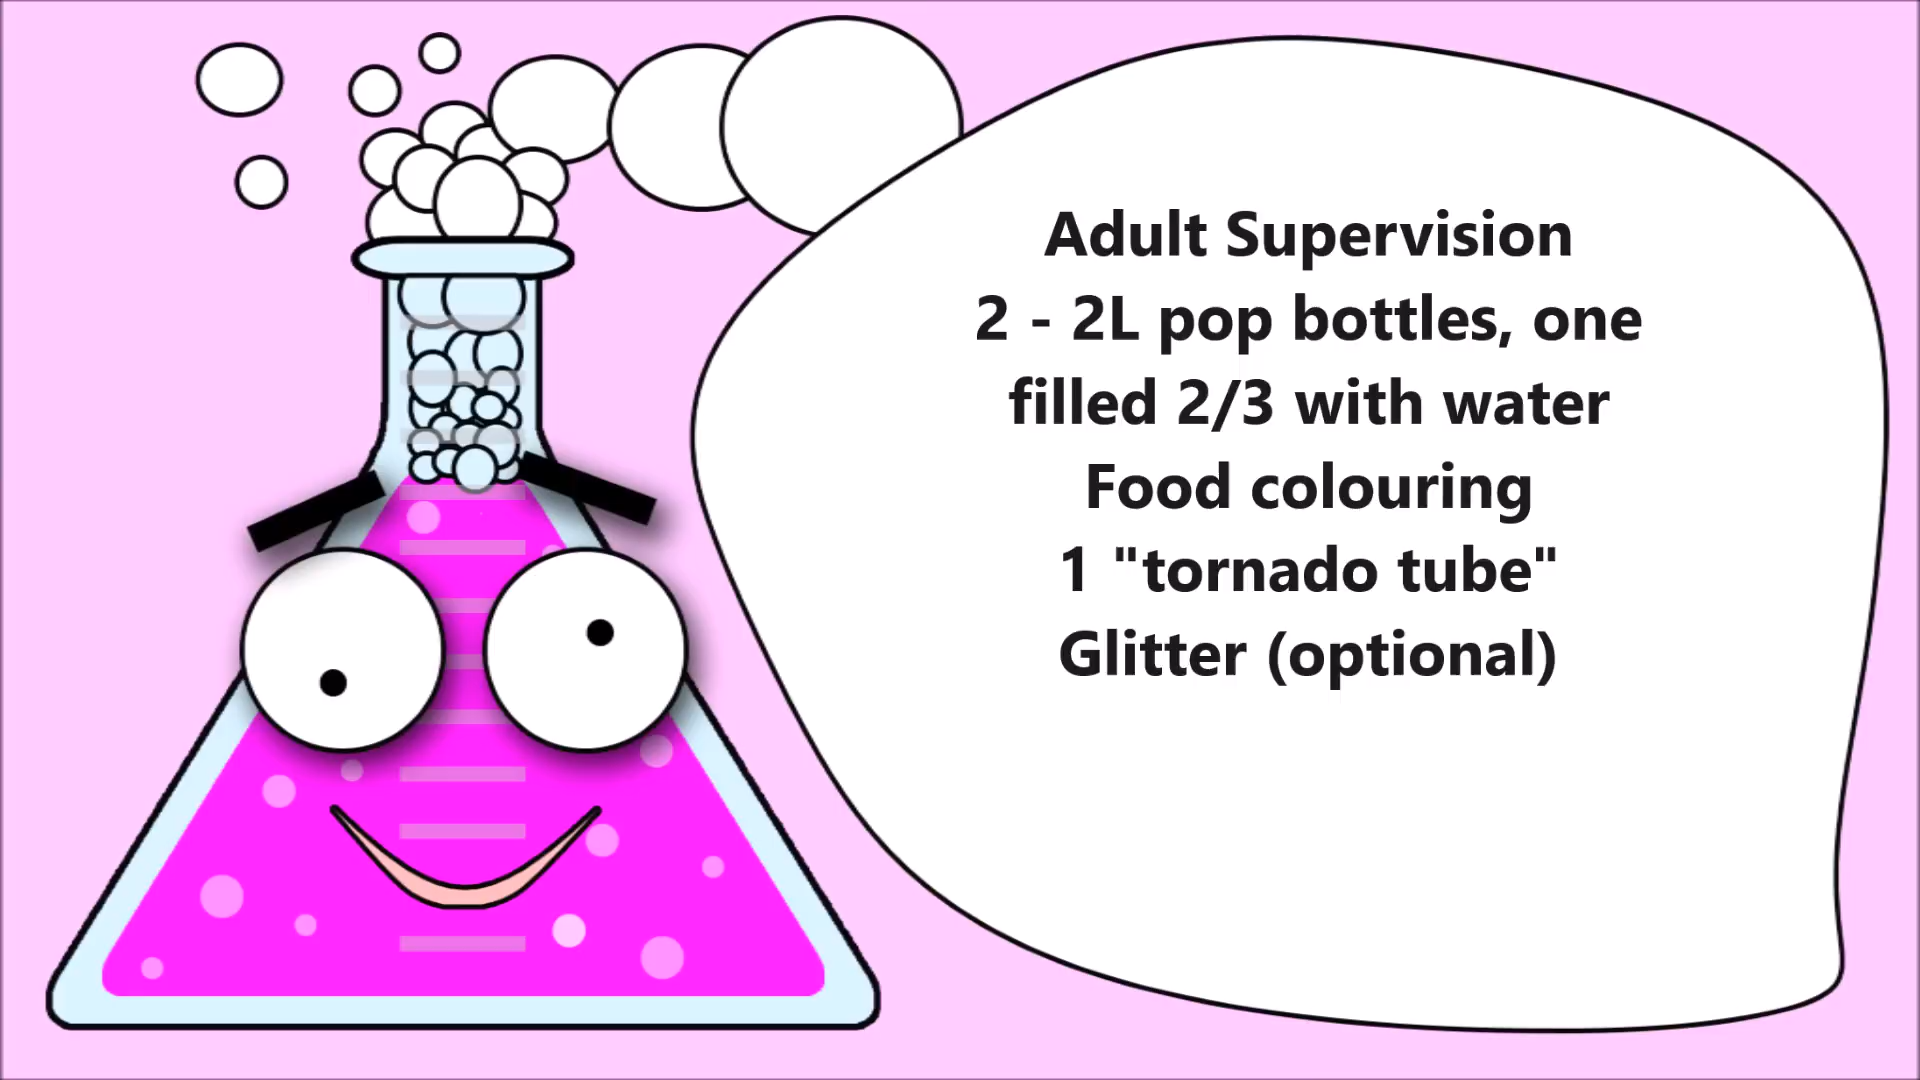 Adult Supervision
2 - 2L pop bottles, one
filled 2/3 with water
Food colouring
1 "tornado tube"
Glitter (optional)